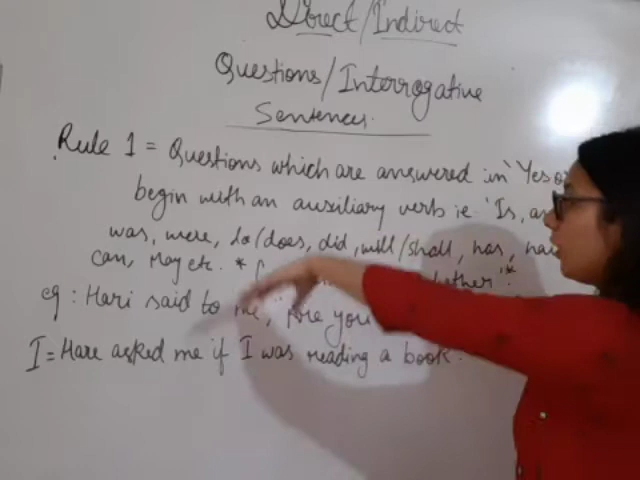 Direct/Indirect
Questions/Interrogative
Sentences.
Rule 1 = Questions which are answered in "Yes or
begin with an auxiliary verb ie. 'Is, are
was, were, do/does, did, will/shall, has,
can, May etc. *
eg : Hari said to me, "Are you
I = Hare asked me if I was reading a book.